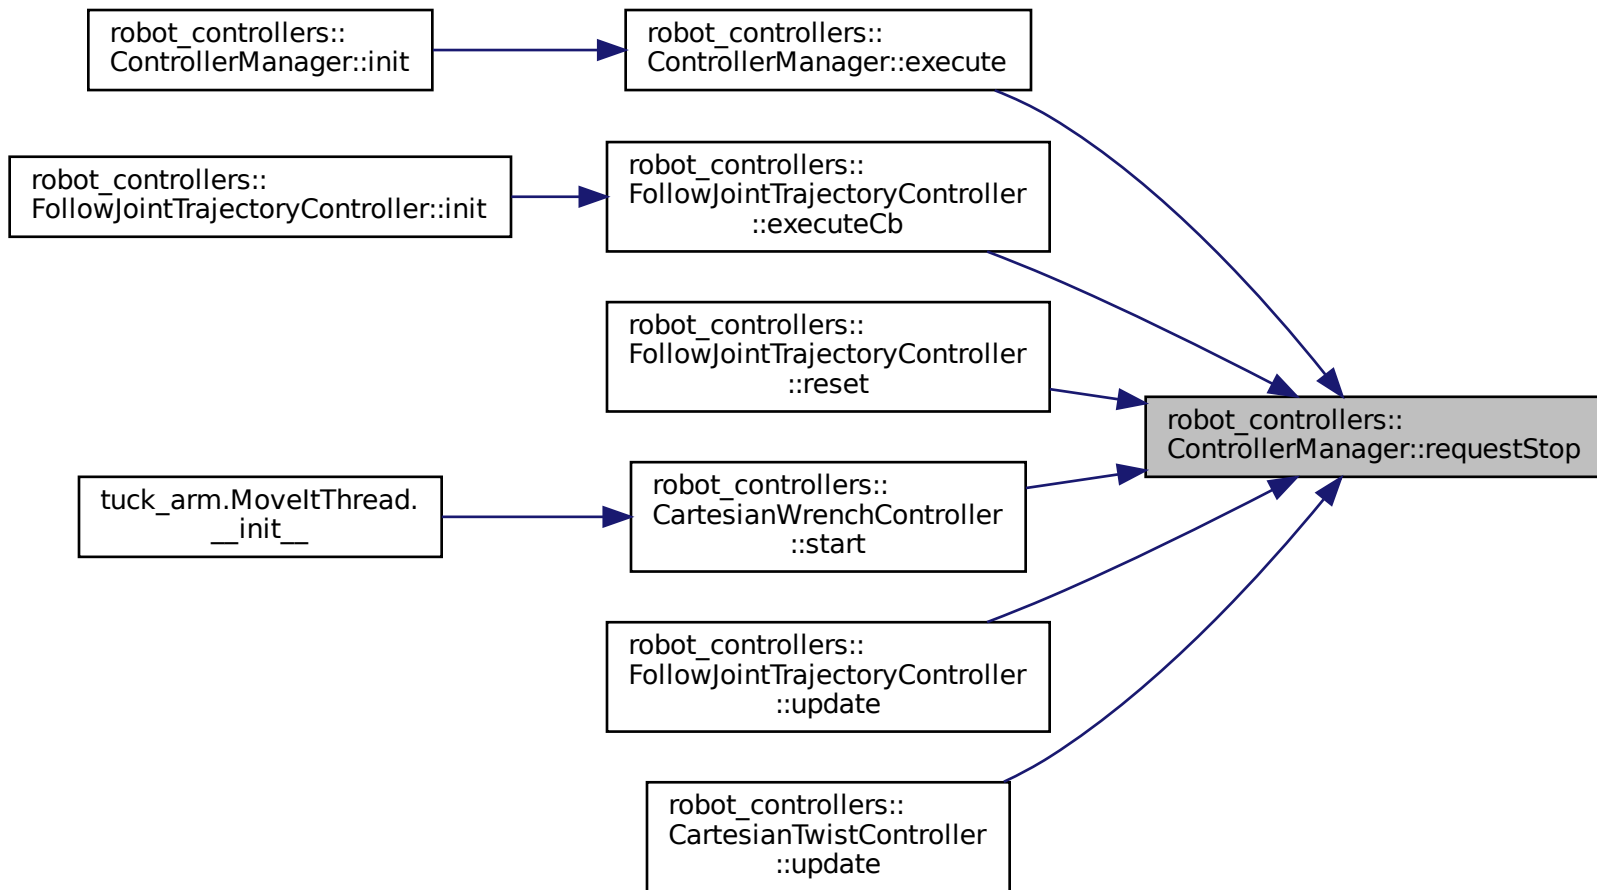 robot_controllers::
ControllerManager::init
robot_controllers::
ControllerManager::execute
robot_controllers::
FollowJointTrajectoryController::init
robot_controllers::
FollowJointTrajectoryController
::executeCb
robot_controllers::
FollowJointTrajectoryController
::reset
robot_controllers::
ControllerManager::requestStop
tuck_arm.MoveItThread.
__init__
robot_controllers::
CartesianWrenchController
::start
robot_controllers::
FollowJointTrajectoryController
::update
robot_controllers::
CartesianTwistController
::update